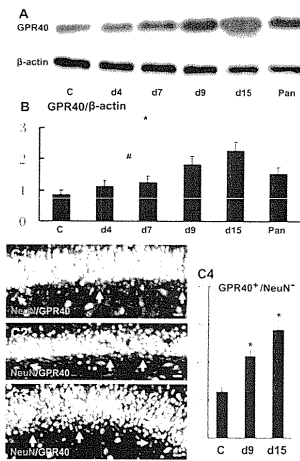 A
GPR40
β-actin
C d4 d7 d9 d15 Pan
B GPR40/β-actin
*
3
#
2
1
0
C d4 d7 d9 d15 Pan
NeuN/GPR40
C4
GPR40⁺/NeuN⁻
NeuN/GPR40
*
*
NeuN/GPR40
C d9 d15